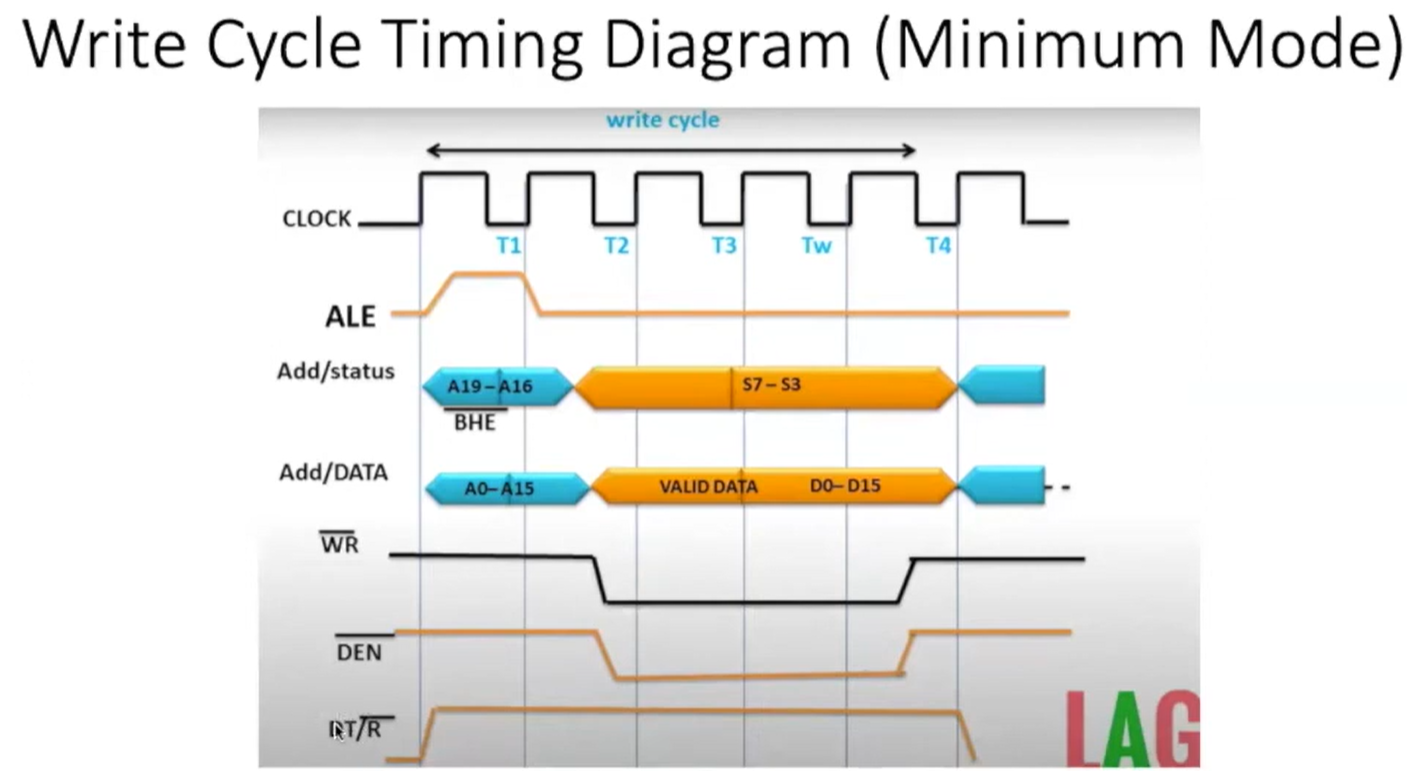 Write Cycle Timing Diagram (Minimum Mode)
write cycle
CLOCK
T1 T2 T3 Tw T4
ALE
Add/status
A19-A16 S7-S3
BHE
Add/DATA
A0-A15 VALID DATA D0-D15
WR
DEN
DT/R
LAG